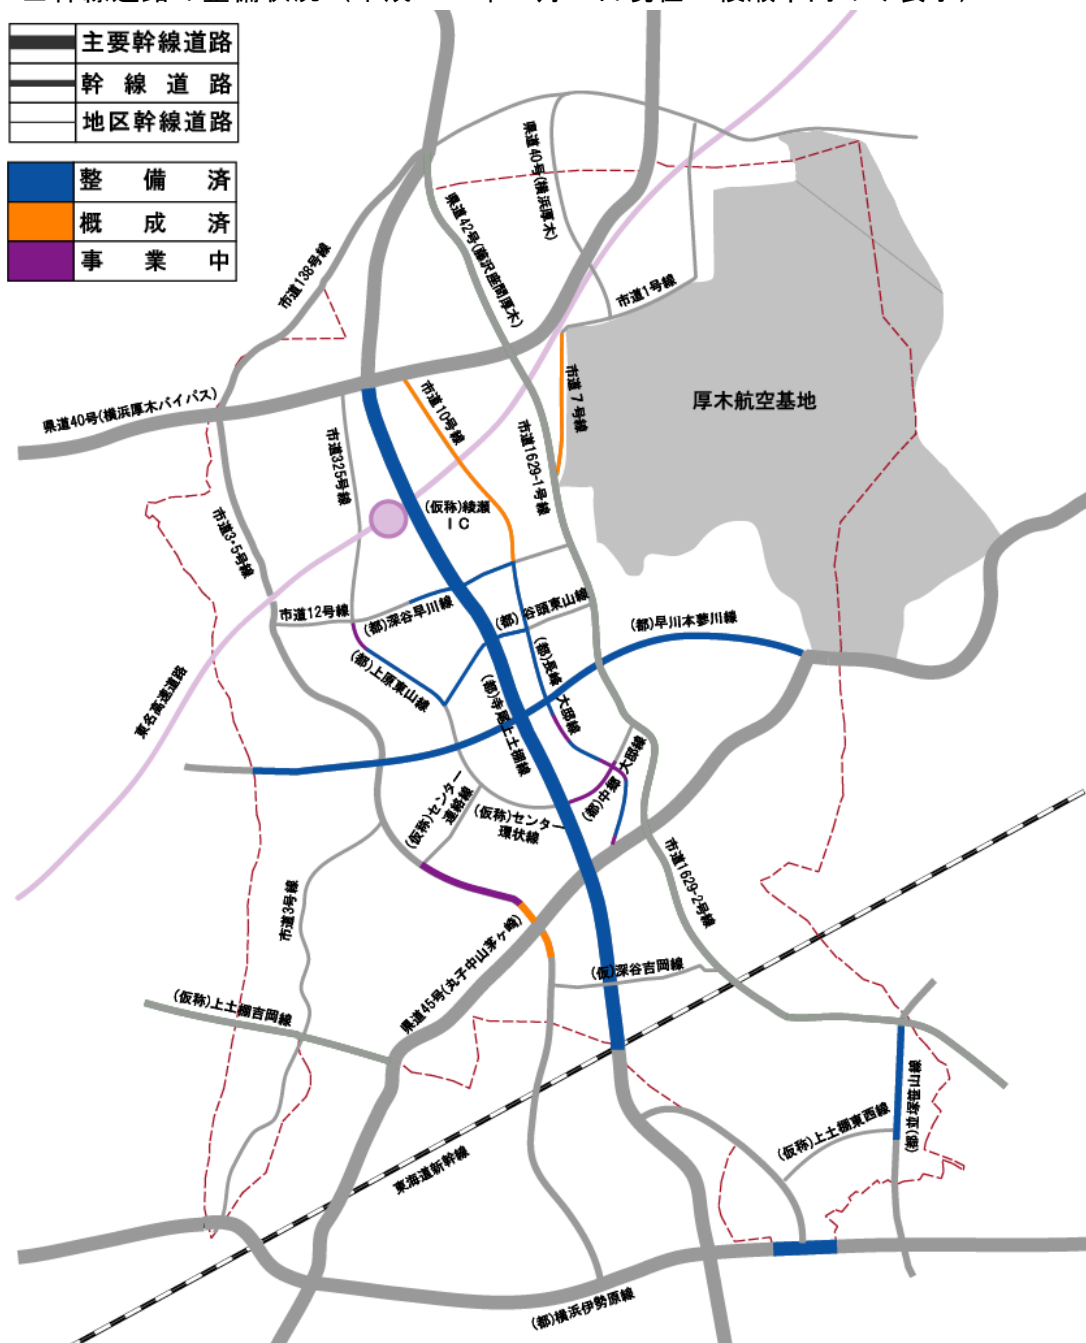 主要幹線道路
幹線道路
地区幹線道路
整備済
概成済
事業中
県道40号(横浜厚木)
県道42号(藤沢座間厚木)
市道138号線
市道1号線
県道40号(横浜厚木バイパス)
市道10号線
市道7号線
厚木航空基地
市道325号線
市道1629-1号線
(仮称)綾瀬
IC
市道3・5号線
市道12号線
(都)深谷早川線
(都)谷頭東山線
(都)早川本蓼川線
(都)上原東山線
(都)長峰大邸線
(都)寺尾上土棚線
東名高速道路
(都)中郷大邸線
(仮称)センター
連絡線
(仮称)センター
環状線
市道1629-2号線
市道3号線
県道45号(丸子中山茅ヶ崎)
(仮)深谷吉岡線
(仮称)上土棚吉岡線
(都)並塚笹山線
(仮称)上土棚東西線
東海道新幹線
(都)横浜伊勢原線